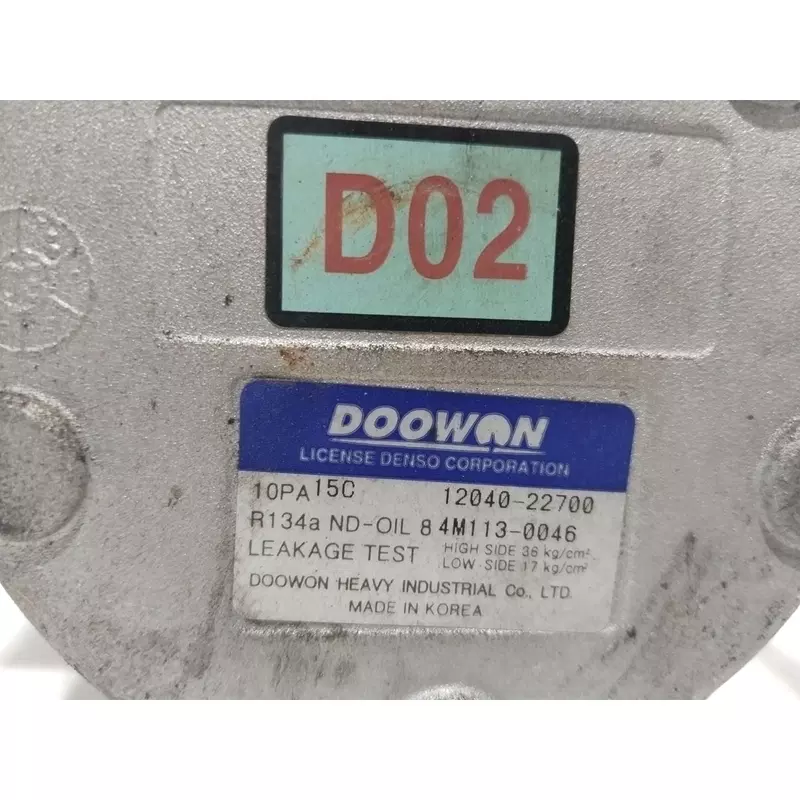 D02
DOOWON
LICENSE DENSO CORPORATION
10PA15C 12040-22700
R134a ND-OIL 8 4M113-0046
LEAKAGE TEST HIGH SIDE 36 kg/cm²
LOW SIDE 17 kg/cm²
DOOWON HEAVY INDUSTRIAL Co., LTD.
MADE IN KOREA